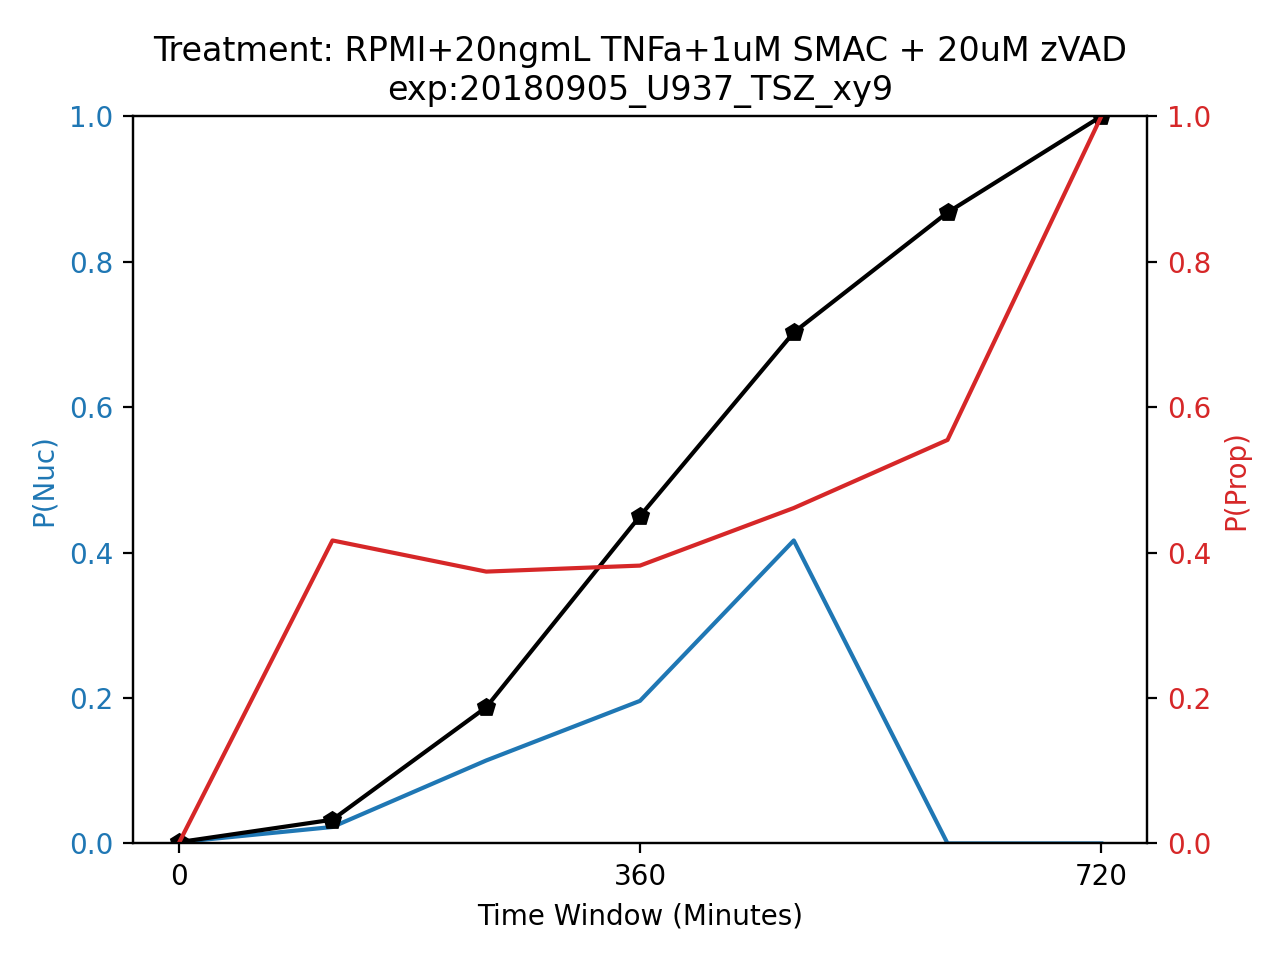 Treatment: RPMI+20ngmL TNFa+1uM SMAC + 20uM zVAD
exp:20180905_U937_TSZ_xy9
1.0
0.8
0.6
0.4
0.2
0.0
P(Nuc)
1.0
0.8
0.6
0.4
0.2
0.0
P(Prop)
0 360 720
Time Window (Minutes)